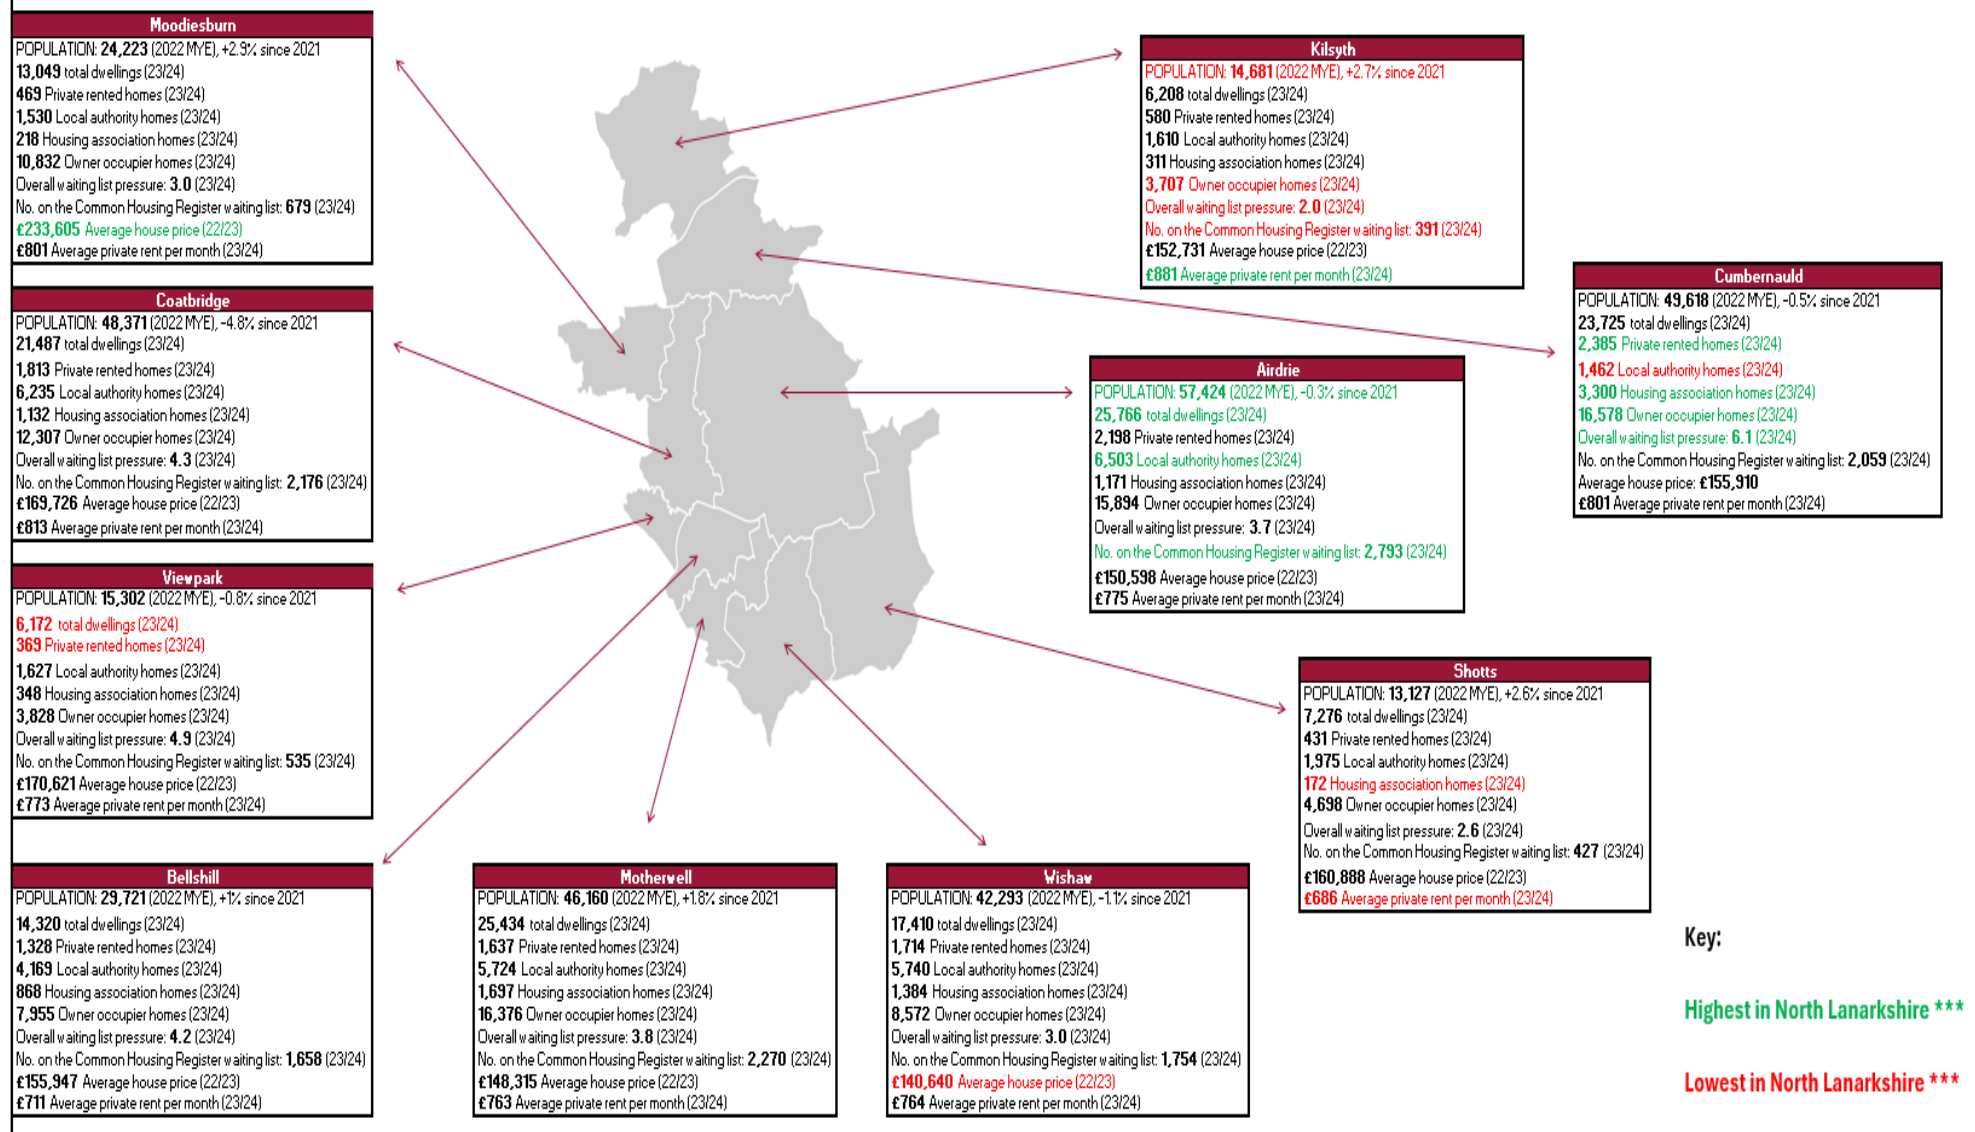 Moodiesburn
POPULATION: 24,223 (2022 MYE), +2.9% since 2021
13,049 total dwellings (23/24)
469 Private rented homes (23/24)
1,530 Local authority homes (23/24)
218 Housing association homes (23/24)
10,832 Owner occupier homes (23/24)
Overall waiting list pressure: 3.0 (23/24)
No. on the Common Housing Register waiting list: 679 (23/24)
£233,605 Average house price (22/23)
£801 Average private rent per month (23/24)
Kilsyth
POPULATION: 14,681 (2022 MYE), +2.7% since 2021
6,208 total dwellings (23/24)
580 Private rented homes (23/24)
1,610 Local authority homes (23/24)
311 Housing association homes (23/24)
3,707 Owner occupier homes (23/24)
Overall waiting list pressure: 2.0 (23/24)
No. on the Common Housing Register waiting list: 391 (23/24)
£152,731 Average house price (22/23)
£881 Average private rent per month (23/24)
Cumbernauld
POPULATION: 49,618 (2022 MYE), -0.5% since 2021
23,725 total dwellings (23/24)
2,385 Private rented homes (23/24)
1,462 Local authority homes (23/24)
3,300 Housing association homes (23/24)
16,578 Owner occupier homes (23/24)
Overall waiting list pressure: 6.1 (23/24)
No. on the Common Housing Register waiting list: 2,059 (23/24)
Average house price: £155,910
£801 Average private rent per month (23/24)
Coatbridge
POPULATION: 48,371 (2022 MYE), -4.8% since 2021
21,487 total dwellings (23/24)
1,813 Private rented homes (23/24)
6,235 Local authority homes (23/24)
1,132 Housing association homes (23/24)
12,307 Owner occupier homes (23/24)
Overall waiting list pressure: 4.3 (23/24)
No. on the Common Housing Register waiting list: 2,176 (23/24)
£169,726 Average house price (22/23)
£813 Average private rent per month (23/24)
Airdrie
POPULATION: 57,424 (2022 MYE), -0.3% since 2021
25,766 total dwellings (23/24)
2,198 Private rented homes (23/24)
6,503 Local authority homes (23/24)
1,171 Housing association homes (23/24)
15,894 Owner occupier homes (23/24)
Overall waiting list pressure: 3.7 (23/24)
No. on the Common Housing Register waiting list: 2,793 (23/24)
£150,598 Average house price (22/23)
£775 Average private rent per month (23/24)
Viewpark
POPULATION: 15,302 (2022 MYE), -0.8% since 2021
6,172 total dwellings (23/24)
369 Private rented homes (23/24)
1,627 Local authority homes (23/24)
348 Housing association homes (23/24)
3,828 Owner occupier homes (23/24)
Overall waiting list pressure: 4.9 (23/24)
No. on the Common Housing Register waiting list: 535 (23/24)
£170,621 Average house price (22/23)
£773 Average private rent per month (23/24)
Shotts
POPULATION: 13,127 (2022 MYE), +2.6% since 2021
7,276 total dwellings (23/24)
431 Private rented homes (23/24)
1,975 Local authority homes (23/24)
172 Housing association homes (23/24)
4,698 Owner occupier homes (23/24)
Overall waiting list pressure: 2.6 (23/24)
No. on the Common Housing Register waiting list: 427 (23/24)
£160,888 Average house price (22/23)
£686 Average private rent per month (23/24)
Bellshill
POPULATION: 29,721 (2022 MYE), +1% since 2021
14,320 total dwellings (23/24)
1,328 Private rented homes (23/24)
4,169 Local authority homes (23/24)
868 Housing association homes (23/24)
7,955 Owner occupier homes (23/24)
Overall waiting list pressure: 4.2 (23/24)
No. on the Common Housing Register waiting list: 1,658 (23/24)
£155,947 Average house price (22/23)
£711 Average private rent per month (23/24)
Motherwell
POPULATION: 46,160 (2022 MYE), +1.8% since 2021
25,434 total dwellings (23/24)
1,637 Private rented homes (23/24)
5,724 Local authority homes (23/24)
1,697 Housing association homes (23/24)
16,376 Owner occupier homes (23/24)
Overall waiting list pressure: 3.8 (23/24)
No. on the Common Housing Register waiting list: 2,270 (23/24)
£148,315 Average house price (22/23)
£763 Average private rent per month (23/24)
Wishaw
POPULATION: 42,293 (2022 MYE), -1.1% since 2021
17,410 total dwellings (23/24)
1,714 Private rented homes (23/24)
5,740 Local authority homes (23/24)
1,384 Housing association homes (23/24)
8,572 Owner occupier homes (23/24)
Overall waiting list pressure: 3.0 (23/24)
No. on the Common Housing Register waiting list: 1,754 (23/24)
£140,640 Average house price (22/23)
£764 Average private rent per month (23/24)
Key:
Highest in North Lanarkshire ***
Lowest in North Lanarkshire ***